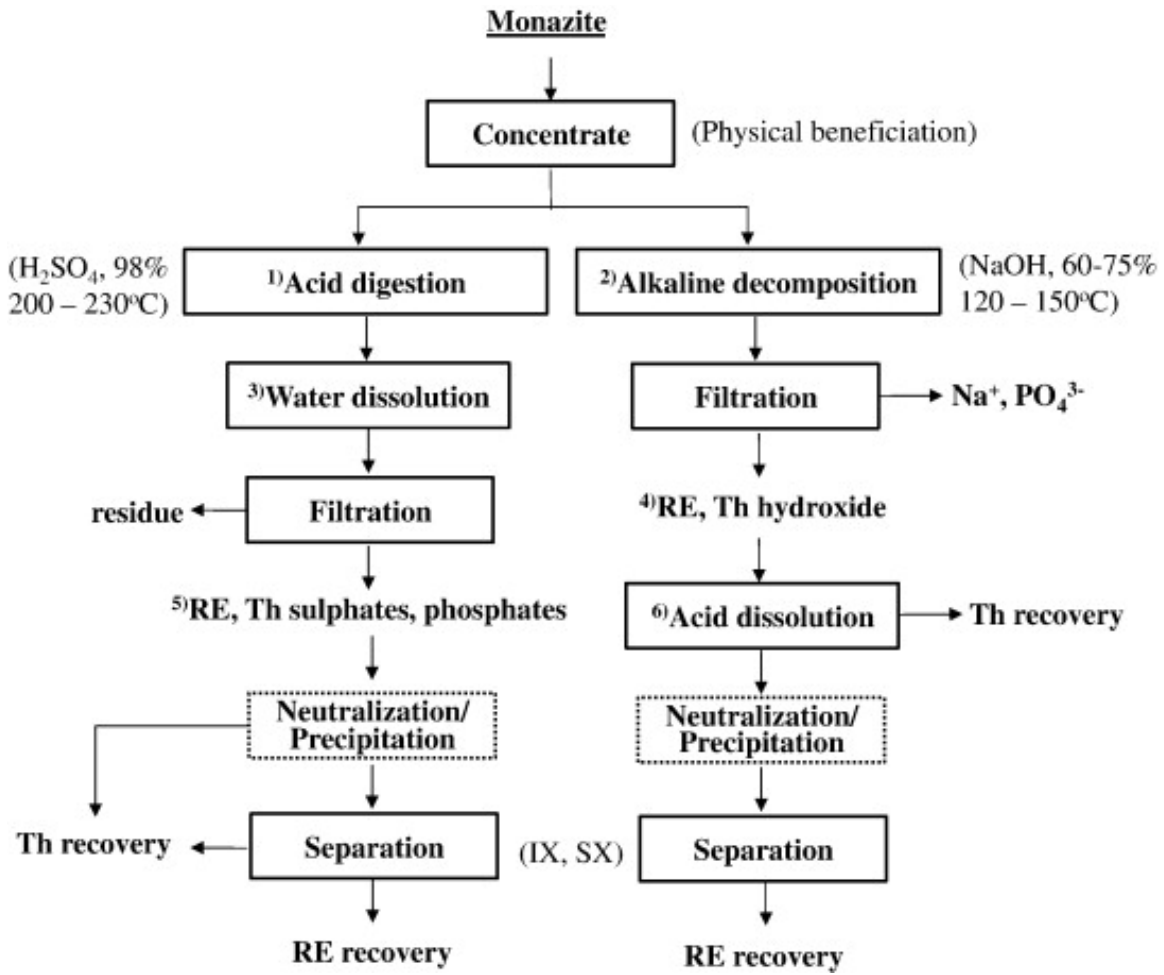 Monazite
Concentrate
(Physical beneficiation)
(H₂SO₄, 98%
200 – 230°C)
¹⁾Acid digestion
²⁾Alkaline decomposition
(NaOH, 60-75%
120 – 150°C)
³⁾Water dissolution
Filtration
Na⁺, PO₄³⁻
residue
Filtration
⁴⁾RE, Th hydroxide
⁵⁾RE, Th sulphates, phosphates
⁶⁾Acid dissolution
Th recovery
Neutralization/
Precipitation
Neutralization/
Precipitation
Th recovery
Separation
(IX, SX)
Separation
RE recovery
RE recovery